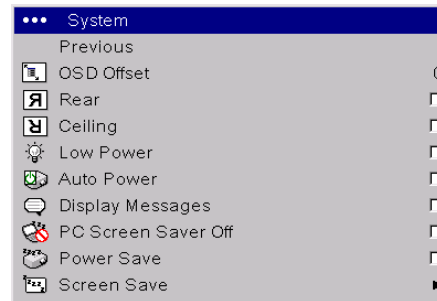 ••• System
Previous
OSD Offset
Rear
Ceiling
Low Power
Auto Power
Display Messages
PC Screen Saver Off
Power Save
Screen Save